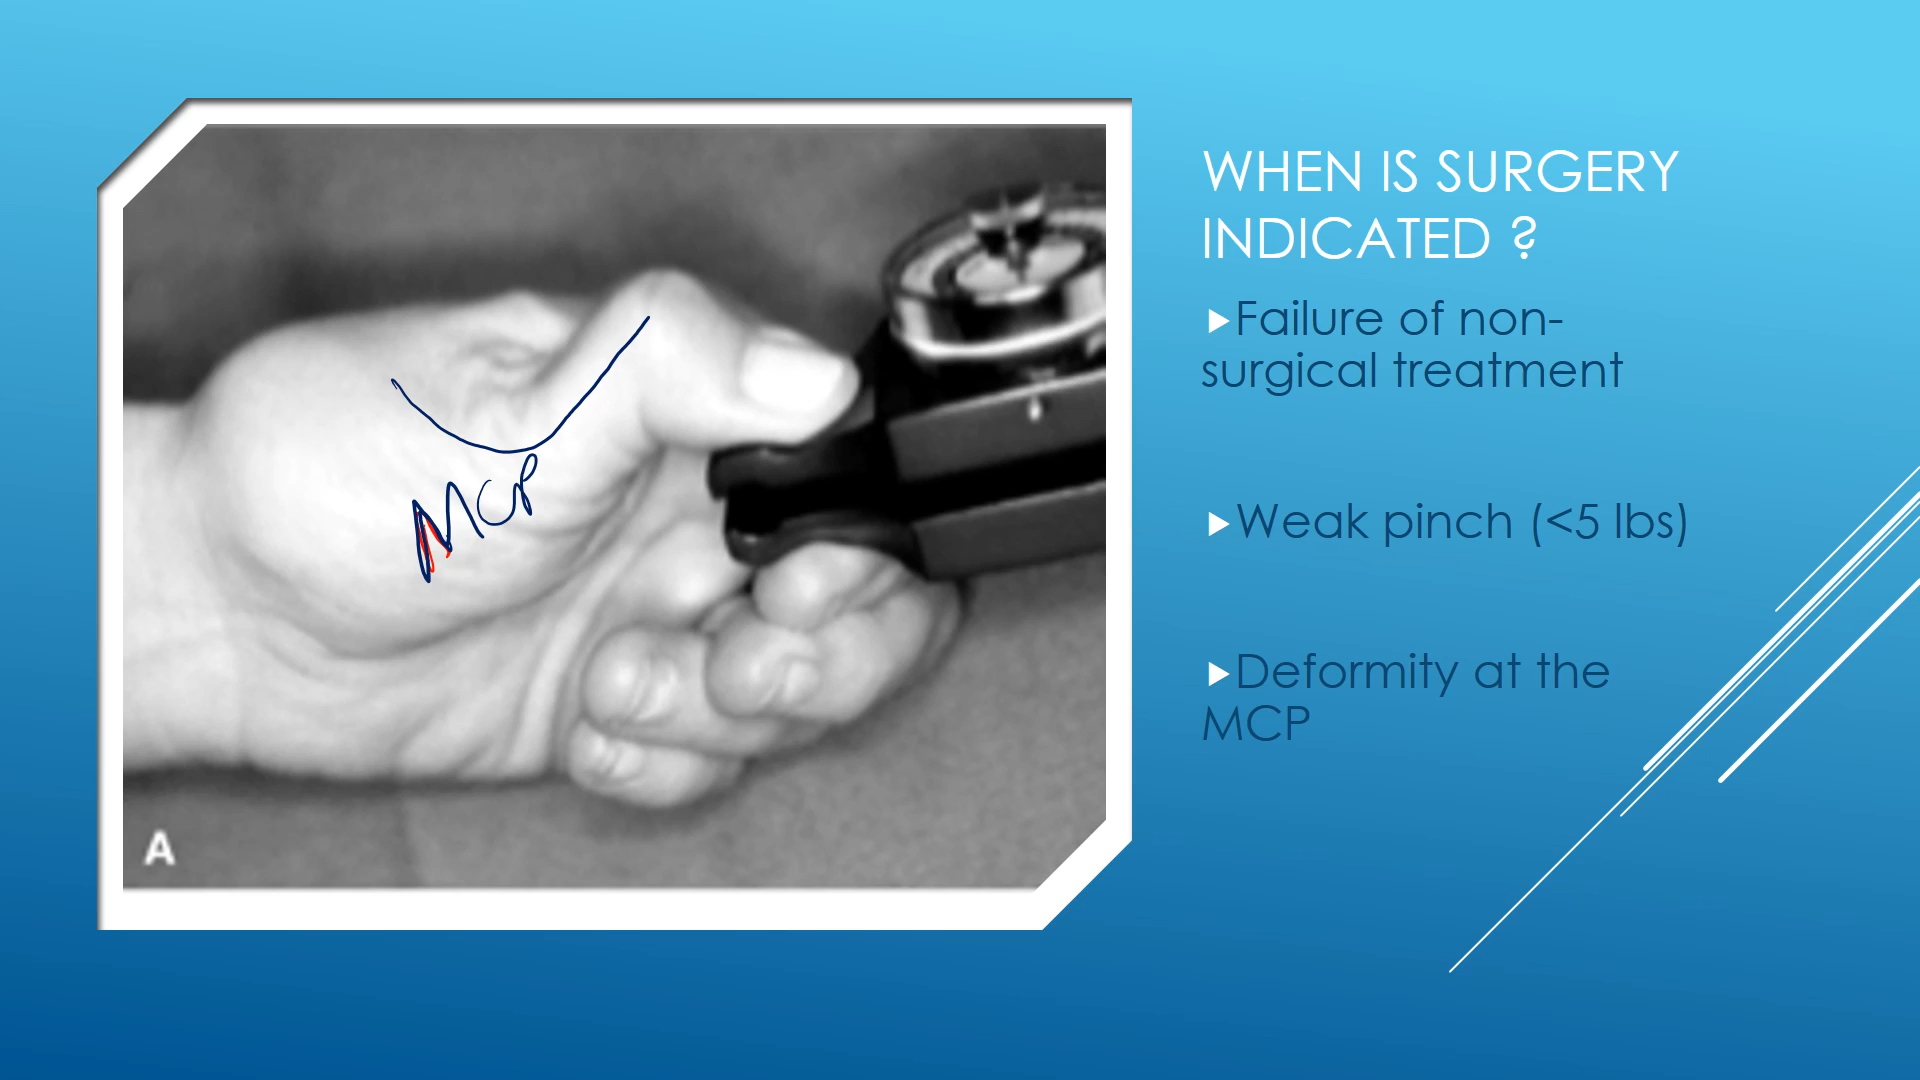 WHEN IS SURGERY
INDICATED ?
Failure of non-
surgical treatment
Weak pinch (<5 lbs)
Deformity at the
MCP
MCP
A